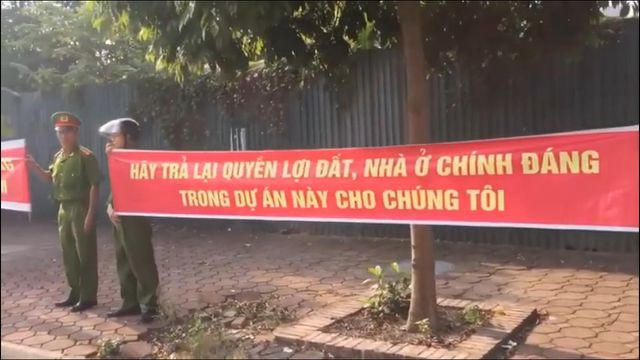 HÃY TRẢ LẠI QUYỀN LỢI ĐẤT, NHÀ Ở CHÍNH ĐÁNG
TRONG DỰ ÁN NÀY CHO CHÚNG TÔI